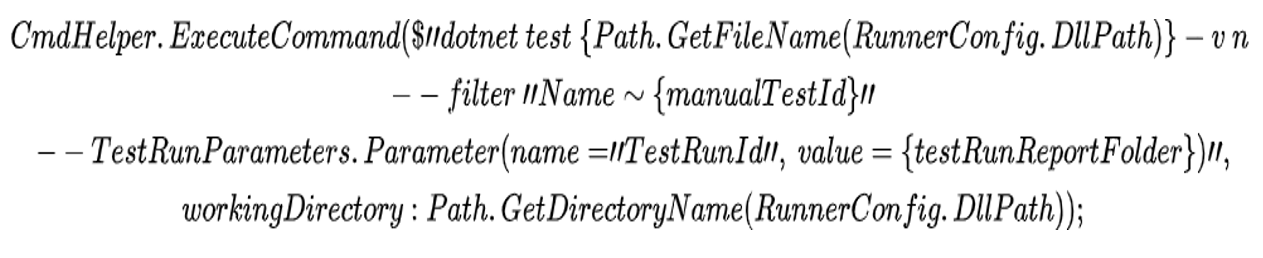 CmdHelper.ExecuteCommand($"dotnet test {Path.GetFileName(RunnerConfig.DllPath)} -v n
-- filter "Name ~ {manualTestId}"
-- TestRunParameters.Parameter(name ="TestRunId", value = {testRunReportFolder})",
workingDirectory : Path.GetDirectoryName(RunnerConfig.DllPath));